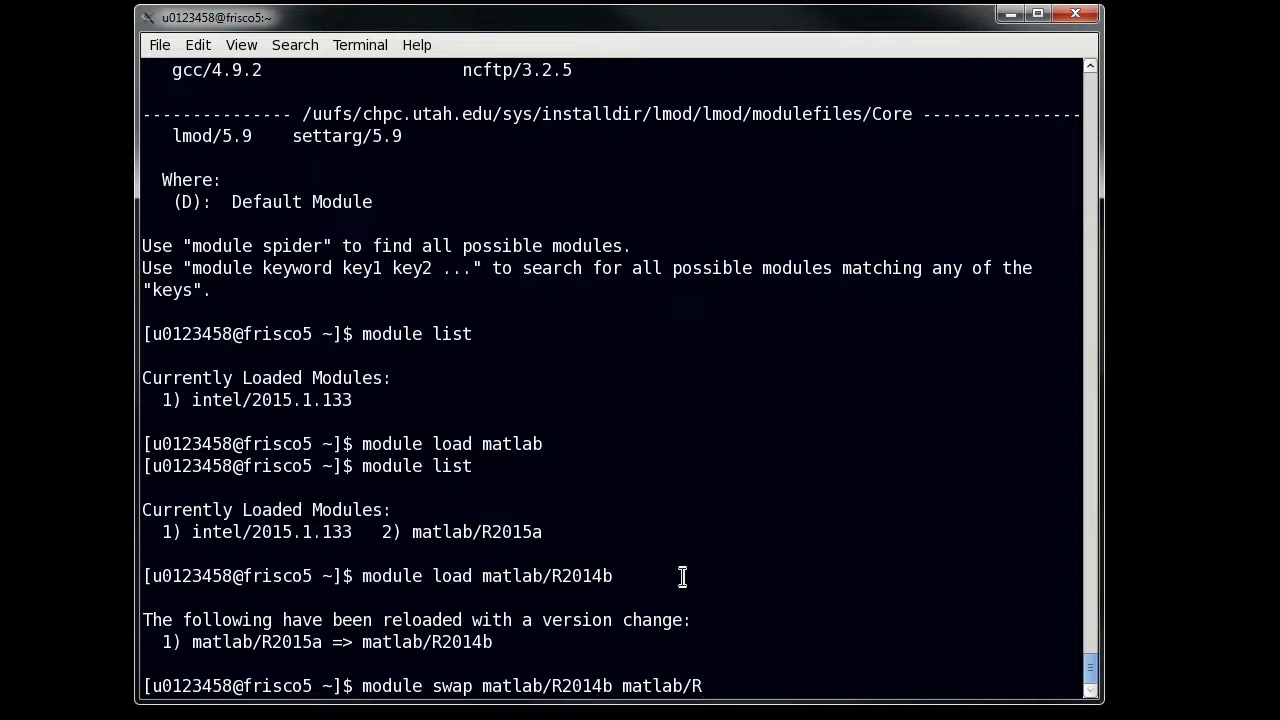 u0123458@frisco5:~
File Edit View Search Terminal Help
gcc/4.9.2 ncftp/3.2.5
--------------- /uufs/chpc.utah.edu/sys/installdir/lmod/lmod/modulefiles/Core ----------------
lmod/5.9 settarg/5.9
Where:
(D): Default Module
Use "module spider" to find all possible modules.
Use "module keyword key1 key2 ..." to search for all possible modules matching any of the
"keys".
[u0123458@frisco5 ~]$ module list
Currently Loaded Modules:
1) intel/2015.1.133
[u0123458@frisco5 ~]$ module load matlab
[u0123458@frisco5 ~]$ module list
Currently Loaded Modules:
1) intel/2015.1.133 2) matlab/R2015a
[u0123458@frisco5 ~]$ module load matlab/R2014b
The following have been reloaded with a version change:
1) matlab/R2015a => matlab/R2014b
[u0123458@frisco5 ~]$ module swap matlab/R2014b matlab/R